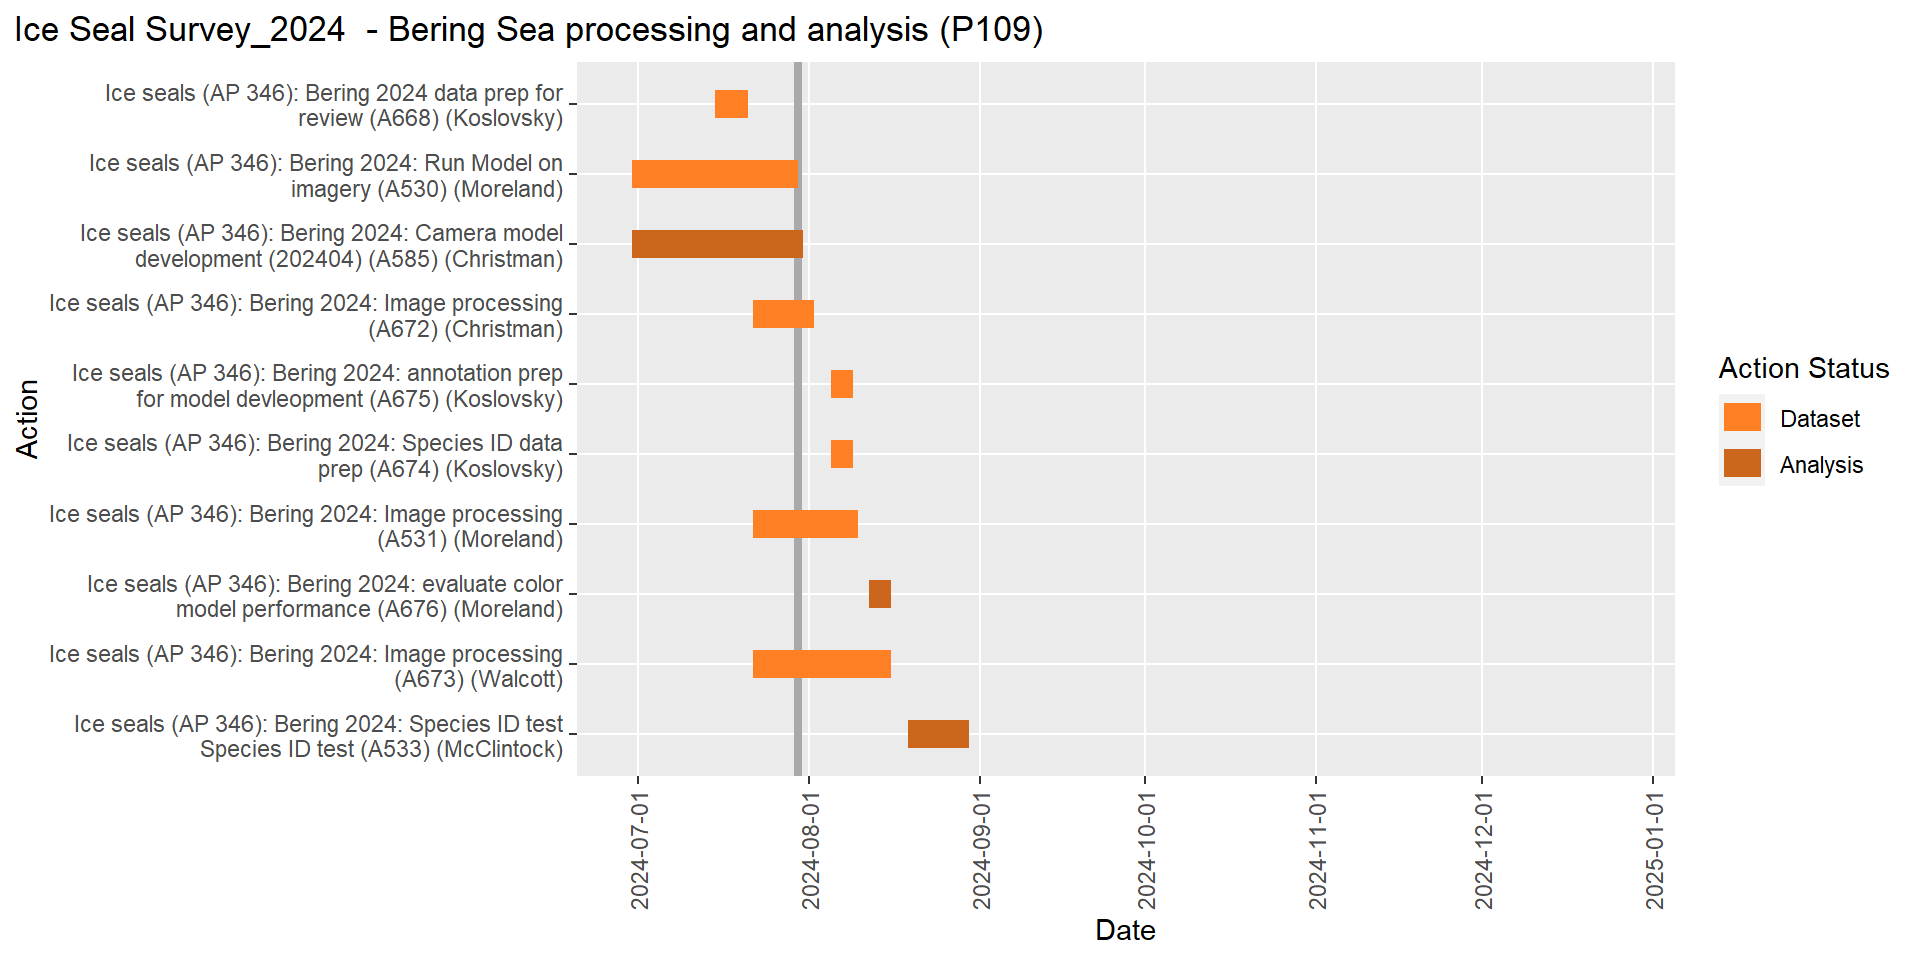 Ice Seal Survey_2024  - Bering Sea processing and analysis (P109)
Action
Ice seals (AP 346): Bering 2024 data prep for
review (A668) (Koslovsky)
Ice seals (AP 346): Bering 2024: Run Model on
imagery (A530) (Moreland)
Ice seals (AP 346): Bering 2024: Camera model
development (202404) (A585) (Christman)
Ice seals (AP 346): Bering 2024: Image processing
(A672) (Christman)
Ice seals (AP 346): Bering 2024: annotation prep
for model devleopment (A675) (Koslovsky)
Ice seals (AP 346): Bering 2024: Species ID data
prep (A674) (Koslovsky)
Ice seals (AP 346): Bering 2024: Image processing
(A531) (Moreland)
Ice seals (AP 346): Bering 2024: evaluate color
model performance (A676) (Moreland)
Ice seals (AP 346): Bering 2024: Image processing
(A673) (Walcott)
Ice seals (AP 346): Bering 2024: Species ID test
Species ID test (A533) (McClintock)
2024-07-01
2024-08-01
2024-09-01
2024-10-01
2024-11-01
2024-12-01
2025-01-01
Date
Action Status
Dataset
Analysis